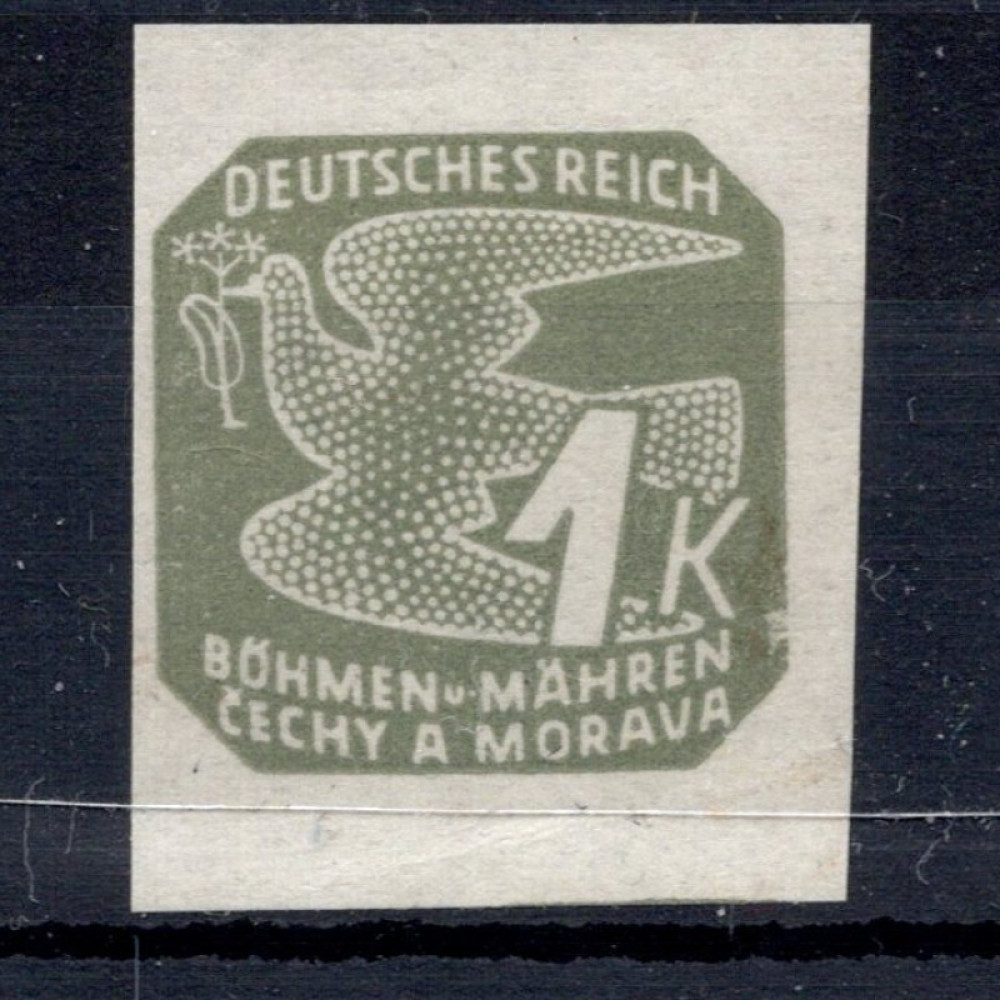 DEUTSCHES REICH
1 K
BÖHMEN u. MÄHREN
ČECHY A MORAVA